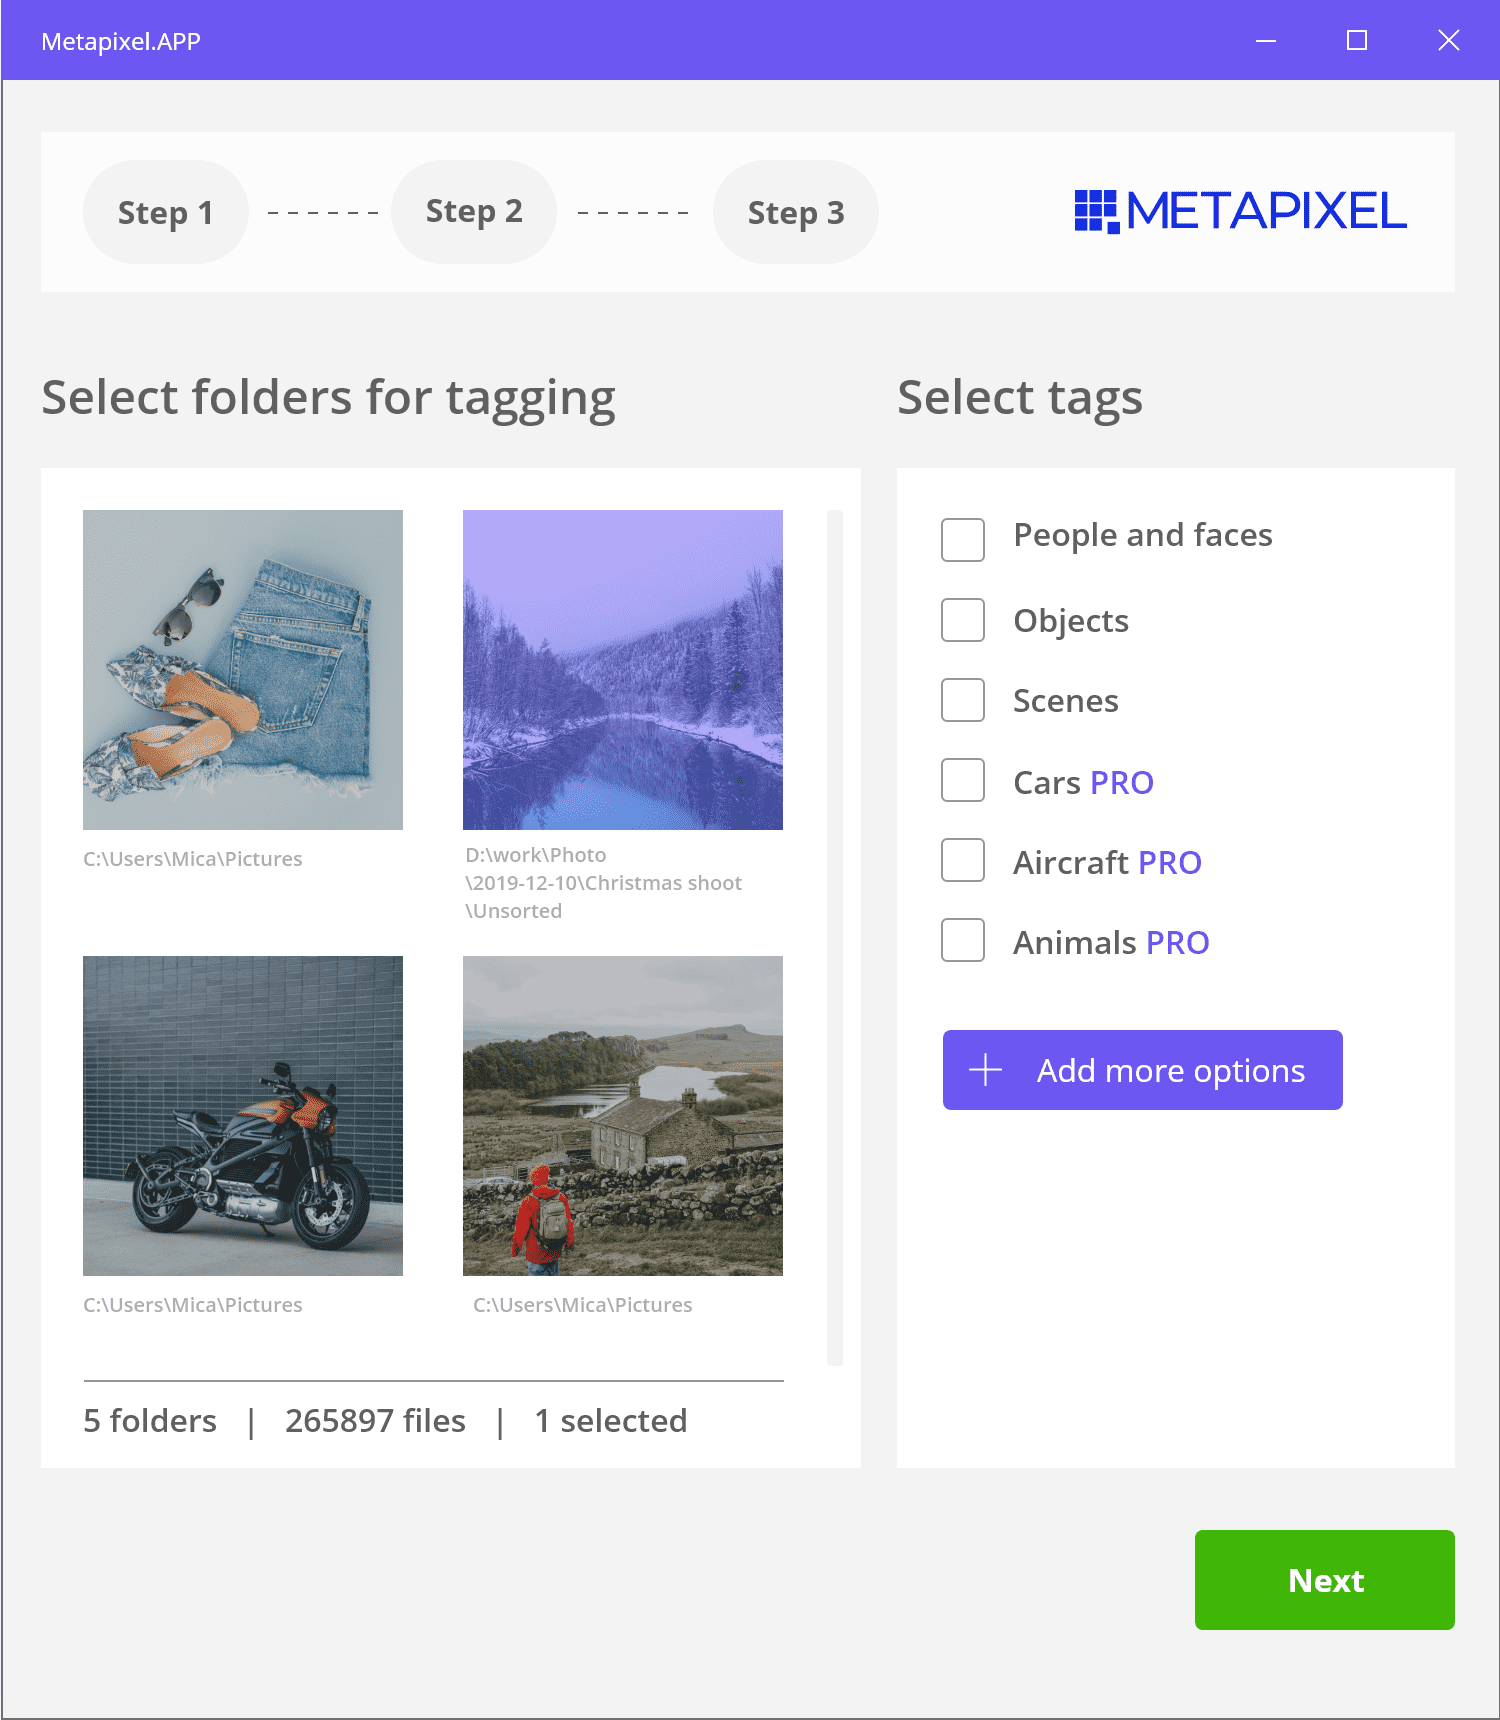 Metapixel.APP
Step 1
Step 2
Step 3
METAPIXEL
Select folders for tagging
Select tags
C:\Users\Mica\Pictures
D:\work\Photo
\2019-12-10\Christmas shoot
\Unsorted
C:\Users\Mica\Pictures
C:\Users\Mica\Pictures
5 folders | 265897 files | 1 selected
People and faces
Objects
Scenes
Cars PRO
Aircraft PRO
Animals PRO
Add more options
Next